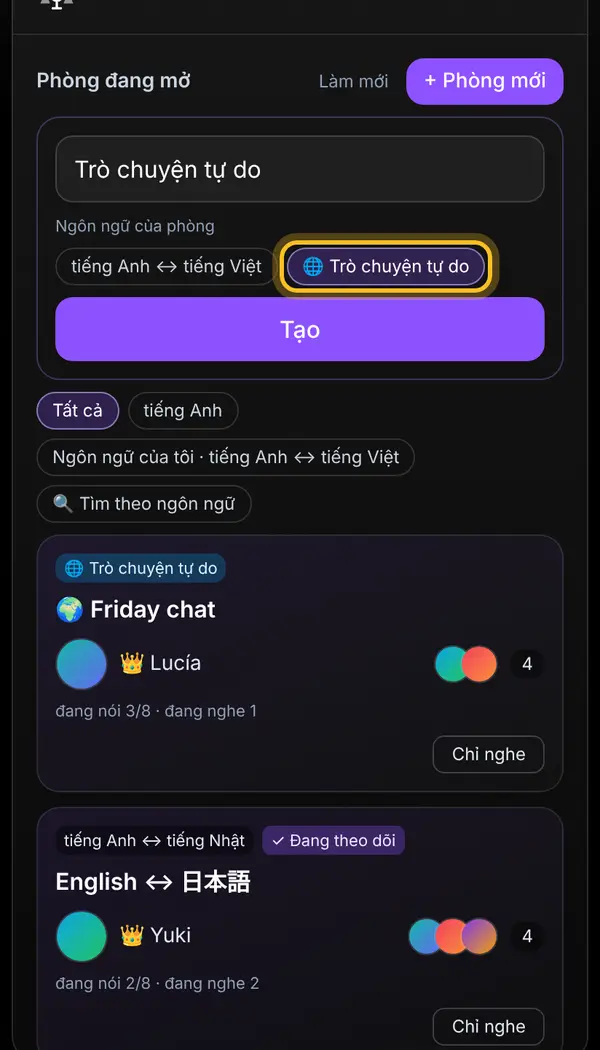 Phòng đang mở
Làm mới
+ Phòng mới
Trò chuyện tự do
Ngôn ngữ của phòng
tiếng Anh ↔ tiếng Việt
🌐 Trò chuyện tự do
Tạo
Tất cả
tiếng Anh
Ngôn ngữ của tôi · tiếng Anh ↔ tiếng Việt
🔍 Tìm theo ngôn ngữ
🌐 Trò chuyện tự do
🌍 Friday chat
👑 Lucía
4
đang nói 3/8 · đang nghe 1
Chỉ nghe
tiếng Anh ↔ tiếng Nhật
✓ Đang theo dõi
English ↔ 日本語
👑 Yuki
4
đang nói 2/8 · đang nghe 2
Chỉ nghe